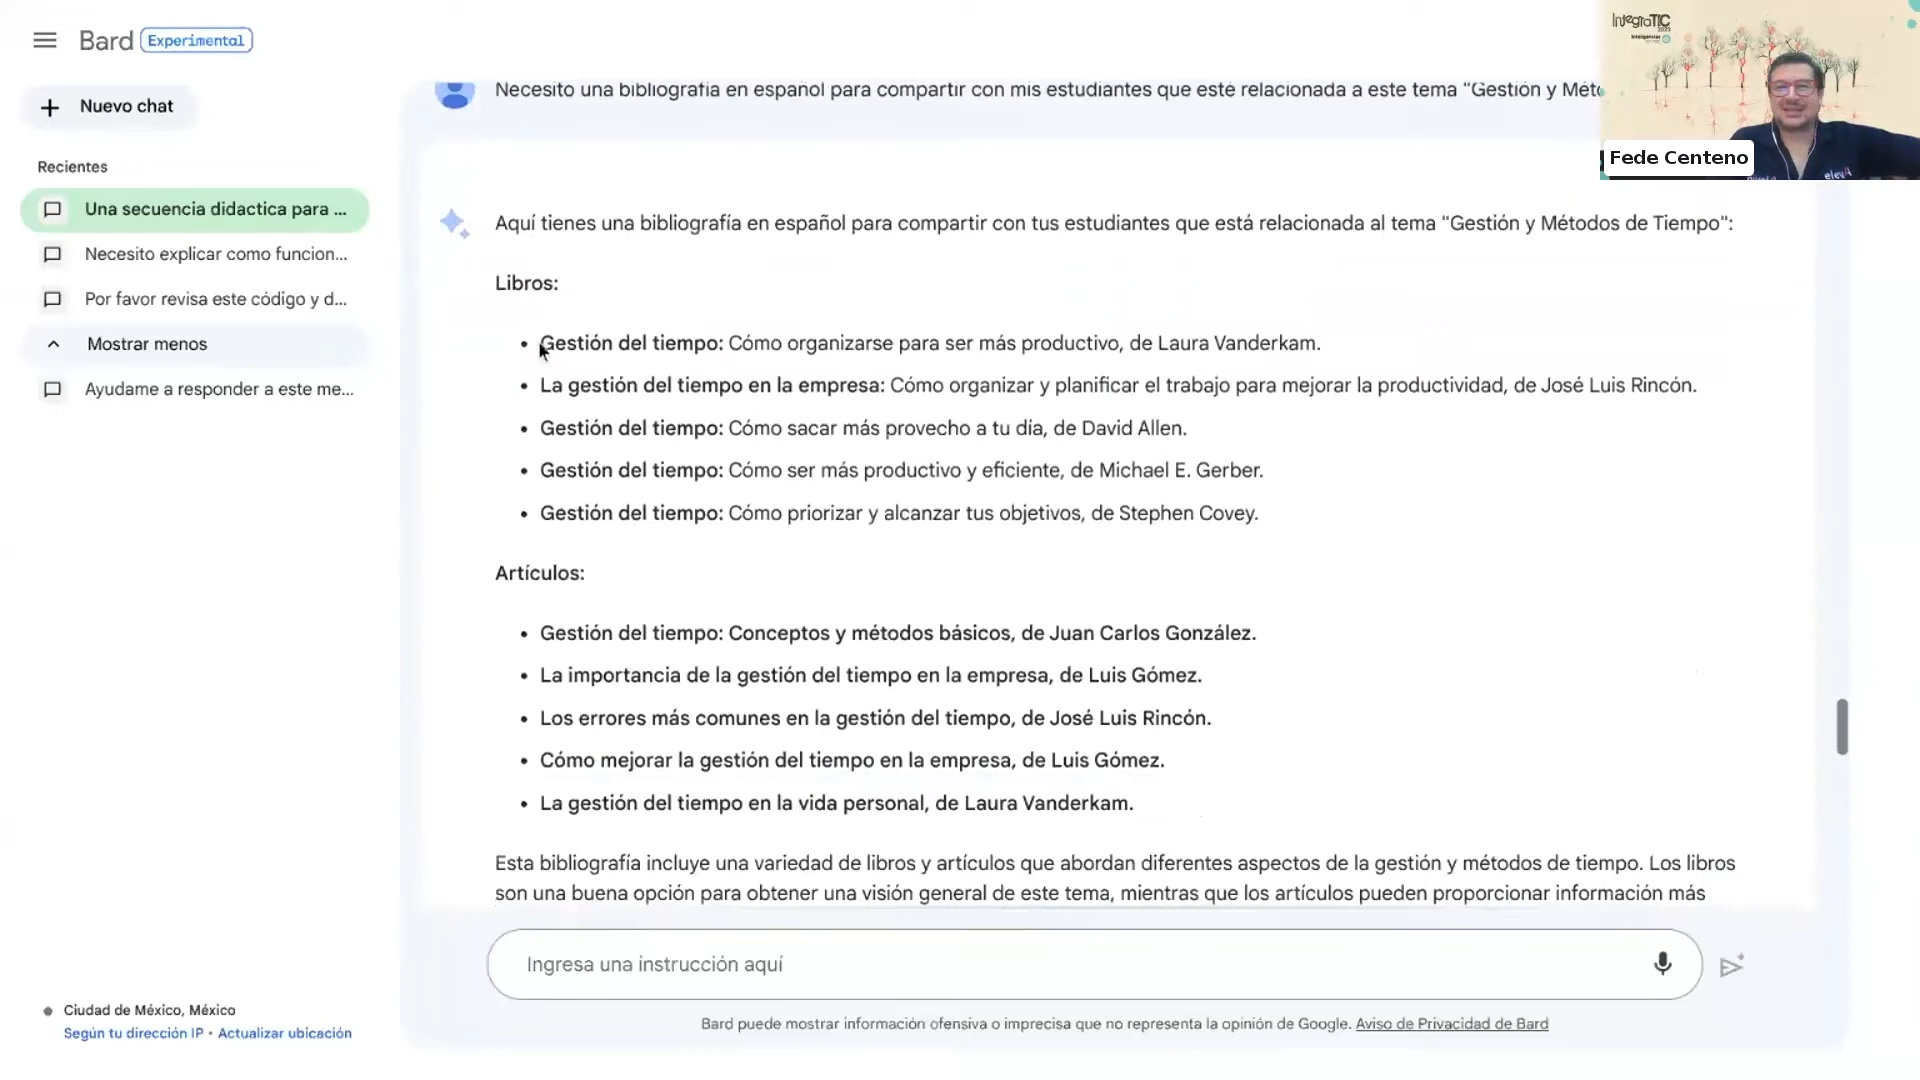 Bard Experimental
Nuevo chat
Recientes
Una secuencia didactica para ...
Necesito explicar como funcion...
Por favor revisa este código y d...
Mostrar menos
Ayudame a responder a este me...
Ciudad de México, México
Según tu dirección IP • Actualizar ubicación
Necesito una bibliografía en español para compartir con mis estudiantes que esté relacionada a este tema "Gestión y Méto
Aquí tienes una bibliografía en español para compartir con tus estudiantes que está relacionada al tema "Gestión y Métodos de Tiempo":
Libros:
• Gestión del tiempo: Cómo organizarse para ser más productivo, de Laura Vanderkam.
• La gestión del tiempo en la empresa: Cómo organizar y planificar el trabajo para mejorar la productividad, de José Luis Rincón.
• Gestión del tiempo: Cómo sacar más provecho a tu día, de David Allen.
• Gestión del tiempo: Cómo ser más productivo y eficiente, de Michael E. Gerber.
• Gestión del tiempo: Cómo priorizar y alcanzar tus objetivos, de Stephen Covey.
Artículos:
• Gestión del tiempo: Conceptos y métodos básicos, de Juan Carlos González.
• La importancia de la gestión del tiempo en la empresa, de Luis Gómez.
• Los errores más comunes en la gestión del tiempo, de José Luis Rincón.
• Cómo mejorar la gestión del tiempo en la empresa, de Luis Gómez.
• La gestión del tiempo en la vida personal, de Laura Vanderkam.
Esta bibliografía incluye una variedad de libros y artículos que abordan diferentes aspectos de la gestión y métodos de tiempo. Los libros
son una buena opción para obtener una visión general de este tema, mientras que los artículos pueden proporcionar información más
Ingresa una instrucción aquí
Bard puede mostrar información ofensiva o imprecisa que no representa la opinión de Google. Aviso de Privacidad de Bard
IntegraTIC
Fede Centeno